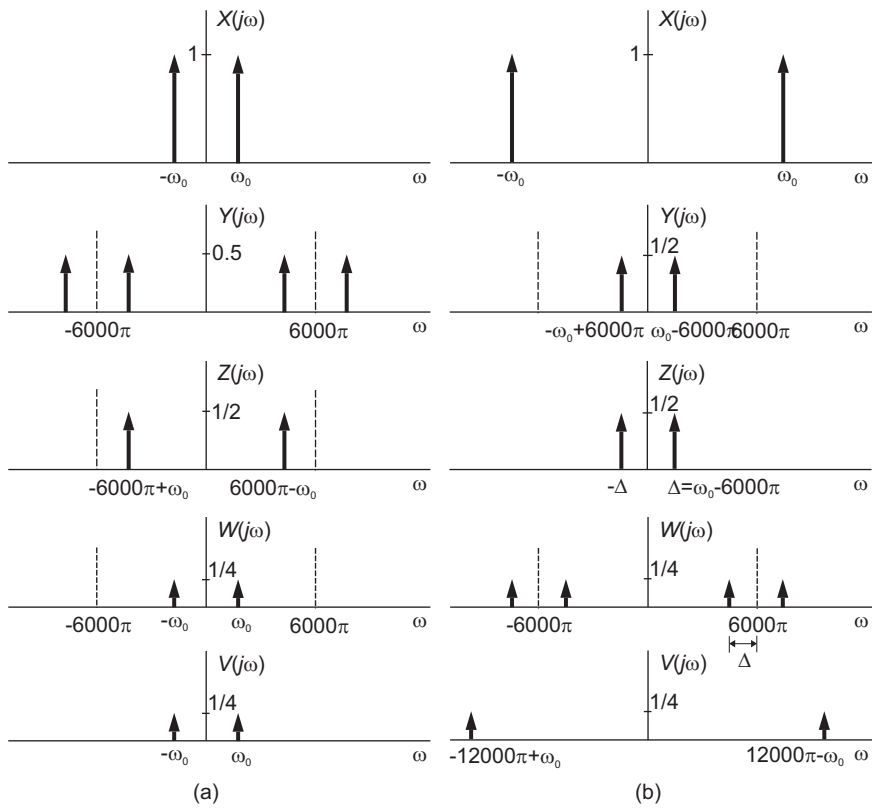 X(jω)
1
-ω₀ ω₀ ω
Y(jω)
0.5
-6000π 6000π ω
Z(jω)
1/2
-6000π+ω₀ 6000π-ω₀ ω
W(jω)
1/4
-6000π -ω₀ ω₀ 6000π ω
V(jω)
1/4
-ω₀ ω₀ ω
(a)
X(jω)
1
-ω₀ ω₀ ω
Y(jω)
1/2
-ω₀+6000π ω₀-6000π 6000π ω
Z(jω)
1/2
-Δ Δ=ω₀-6000π ω
W(jω)
1/4
-6000π 6000π ω
Δ
V(jω)
1/4
-12000π+ω₀ 12000π-ω₀ ω
(b)